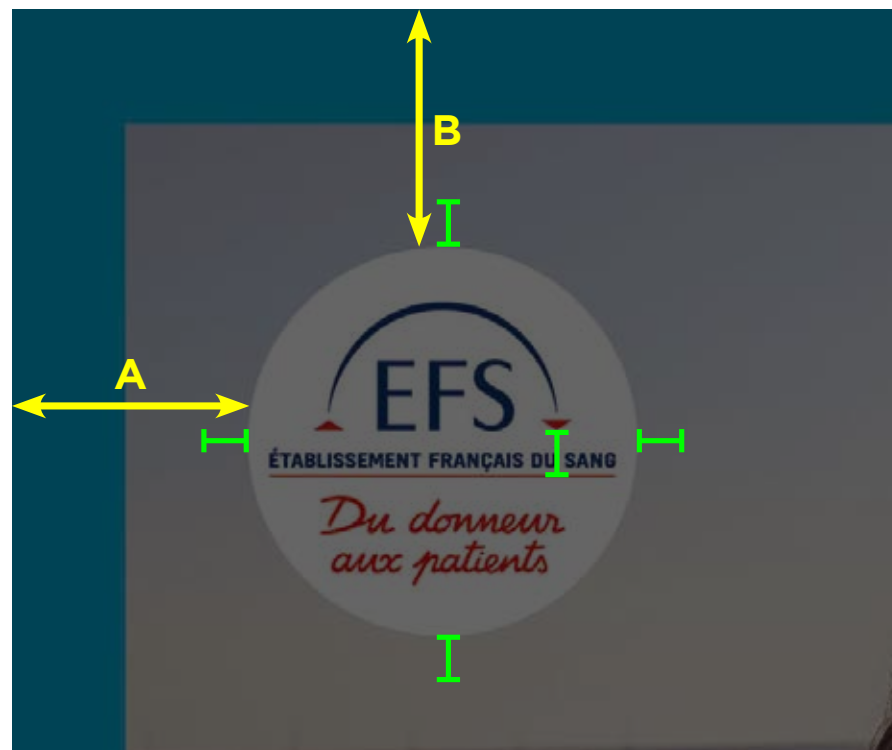 B
A
EFS
ÉTABLISSEMENT FRANÇAIS DU SANG
Du donneur
aux patients